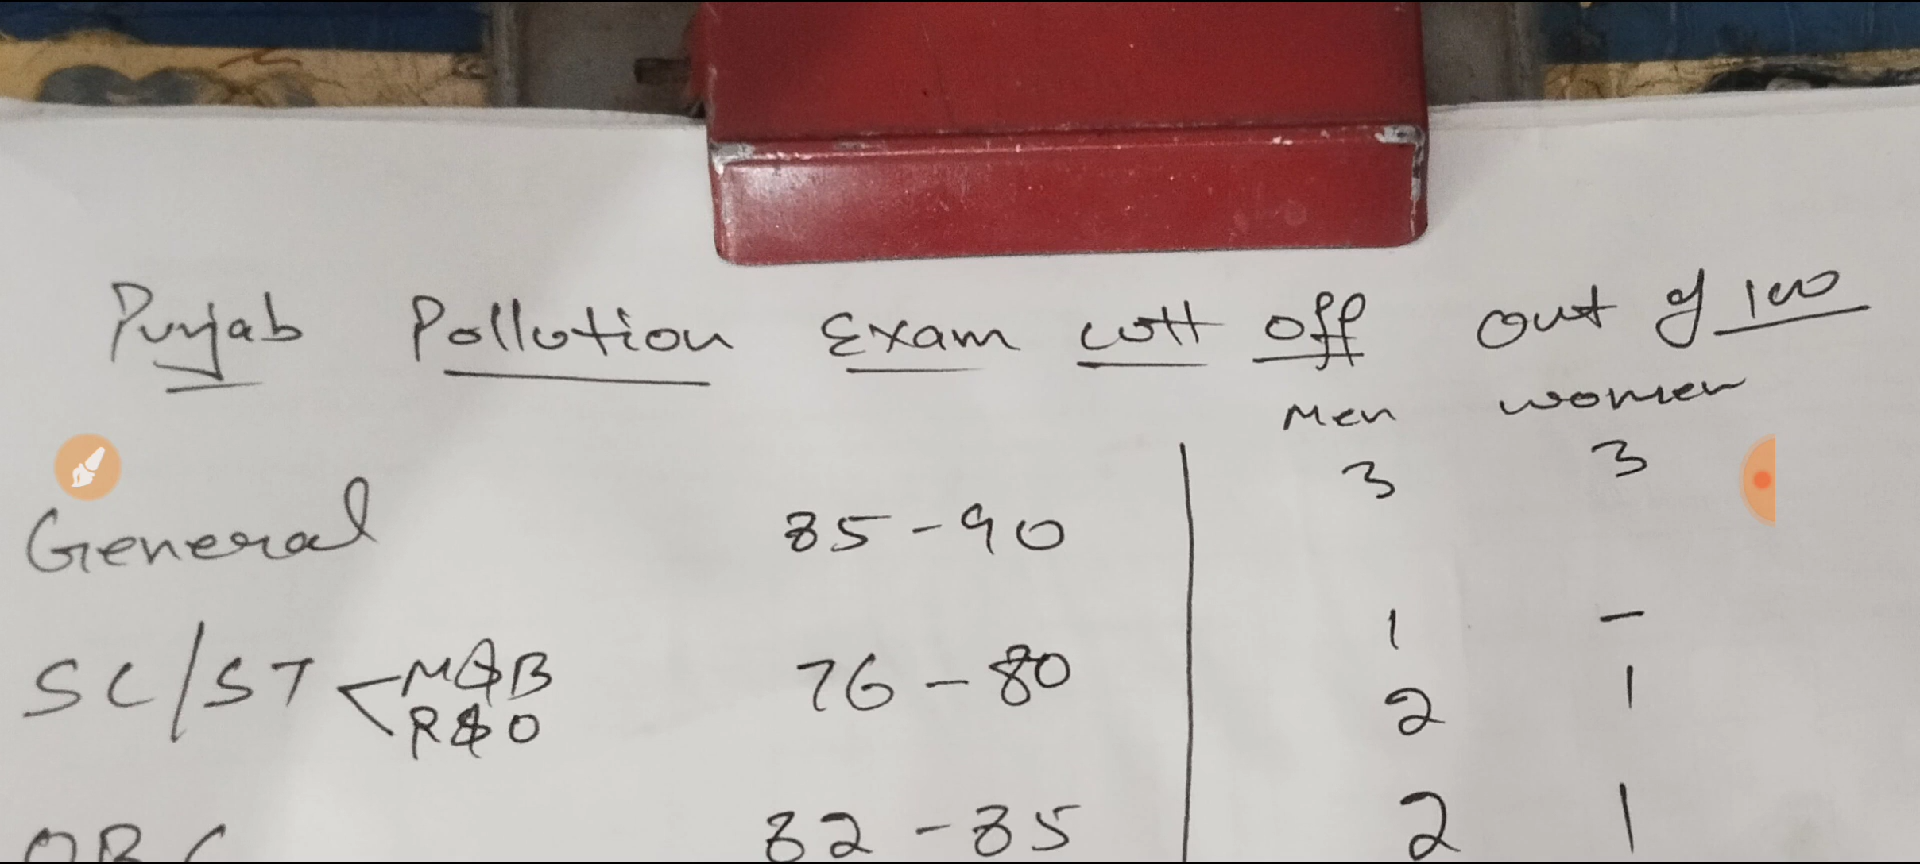 Punjab Pollution Exam cutt off out of 100
Men women
3 3
General 85-90
1 -
SC/ST M&B 76-80 1
R&O 2
OBC 82-85 2 1